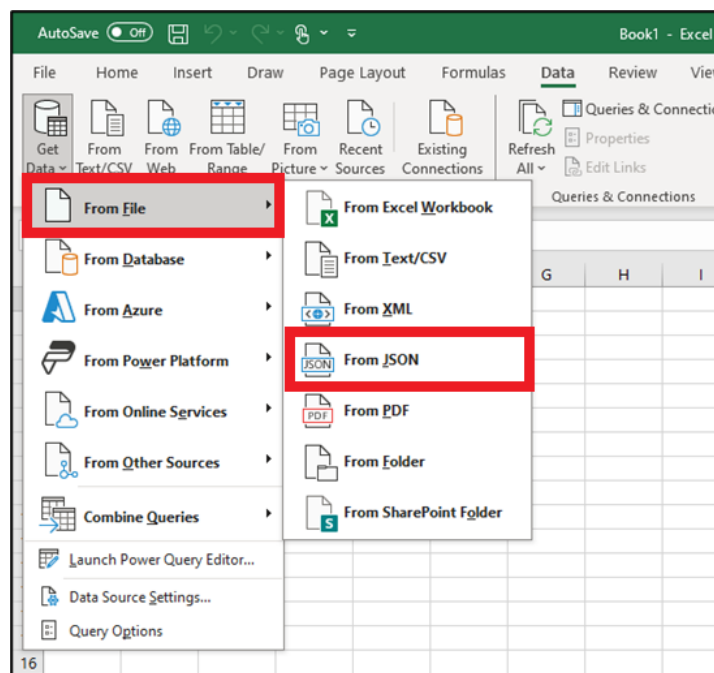 AutoSave Off Book1 - Excel
File Home Insert Draw Page Layout Formulas Data Review
Get Data From Text/CSV From Web From Table/ Range From Picture Recent Sources Existing Connections Refresh All Queries &
Properties
Edit Links
Queries & Connections
From File
From Database
From Azure
From Power Platform
From Online Services
From Other Sources
Combine Queries
Launch Power Query Editor...
Data Source Settings...
Query Options
From Excel Workbook
From Text/CSV
From XML
JSON From JSON
PDF From PDF
From Folder
From SharePoint Folder
G H I
16